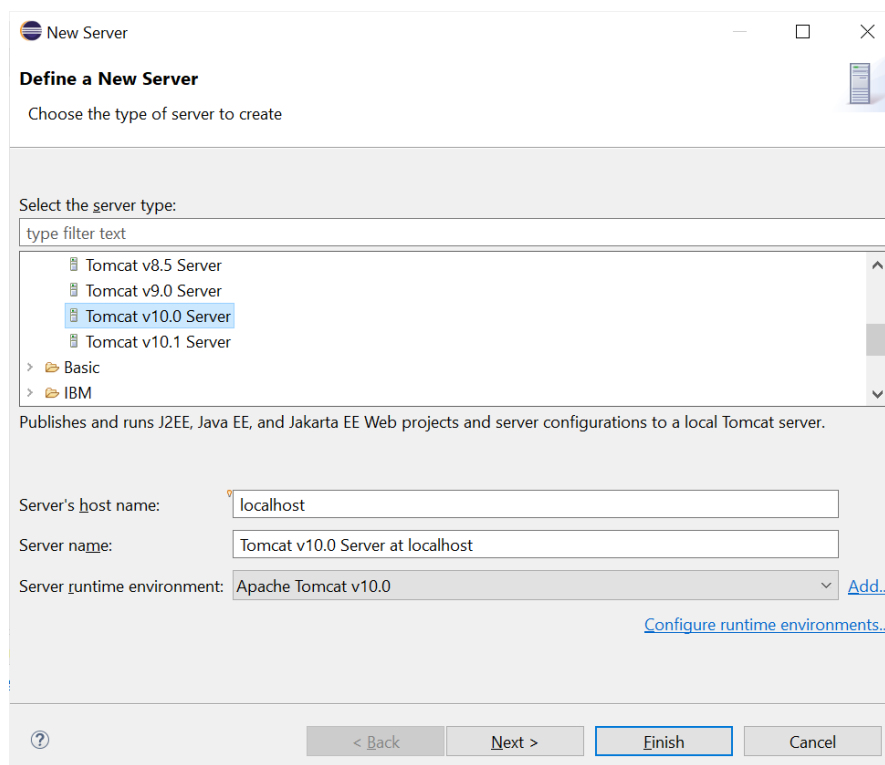 New Server
Define a New Server
Choose the type of server to create
Select the server type:
type filter text
Tomcat v8.5 Server
Tomcat v9.0 Server
Tomcat v10.0 Server
Tomcat v10.1 Server
Basic
IBM
Publishes and runs J2EE, Java EE, and Jakarta EE Web projects and server configurations to a local Tomcat server.
Server's host name: localhost
Server name: Tomcat v10.0 Server at localhost
Server runtime environment: Apache Tomcat v10.0 Add..
Configure runtime environments..
? < Back Next > Finish Cancel